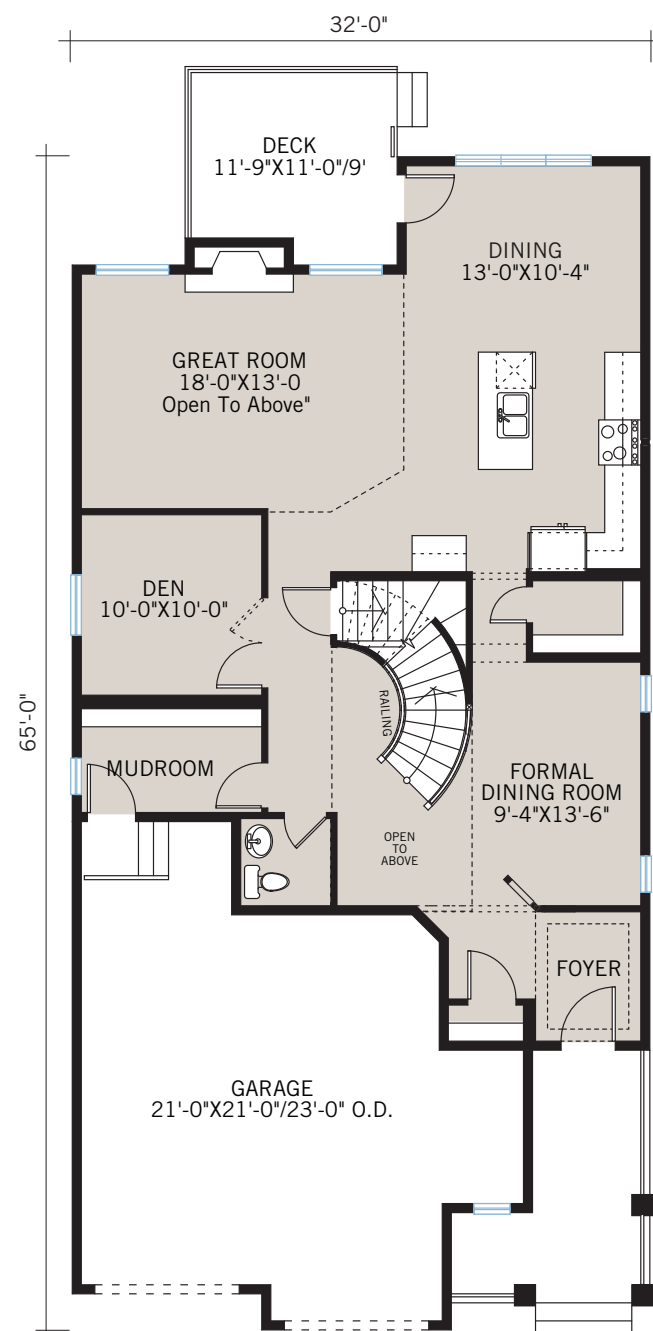 32'-0"
DECK
11'-9"X11'-0"/9'
DINING
13'-0"X10'-4"
GREAT ROOM
18'-0"X13'-0
Open To Above"
DEN
10'-0"X10'-0"
65'-0"
RAILING
MUDROOM
FORMAL
DINING ROOM
9'-4"X13'-6"
OPEN
TO
ABOVE
FOYER
GARAGE
21'-0"X21'-0"/23'-0" O.D.